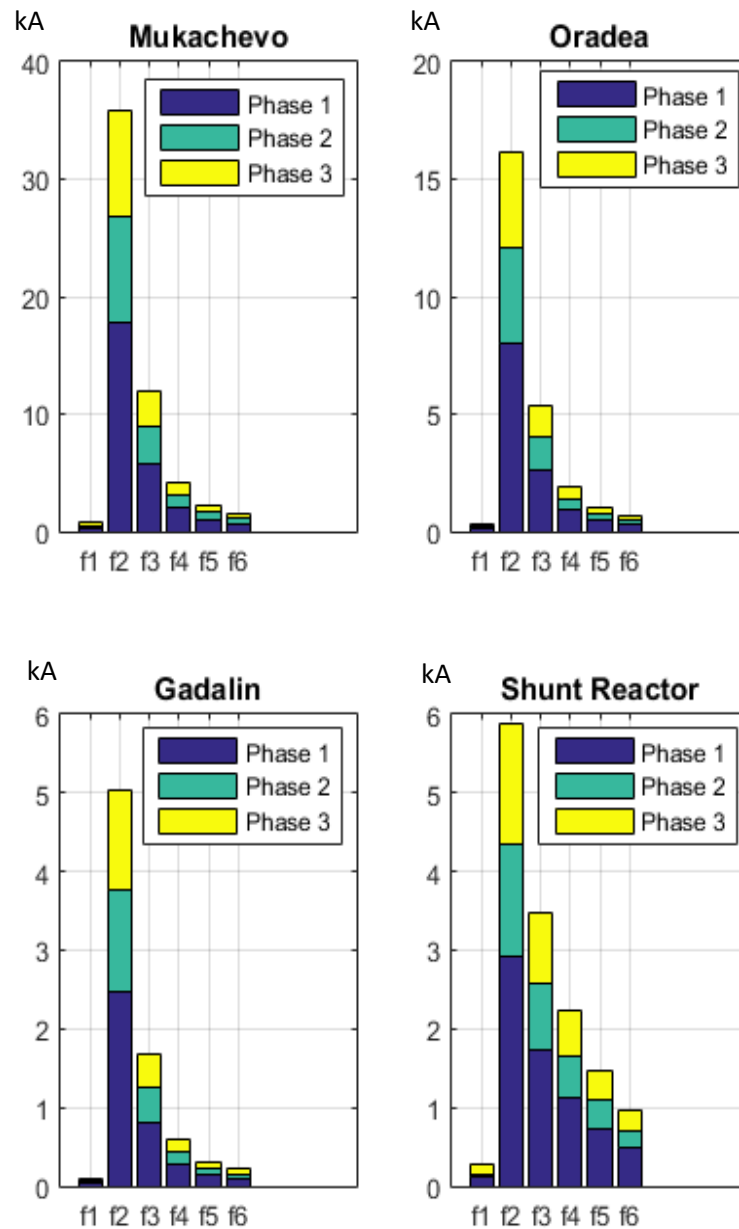 kA
Mukachevo
40
30
20
10
0
Phase 1
Phase 2
Phase 3
f1 f2 f3 f4 f5 f6
kA
Oradea
20
15
10
5
0
Phase 1
Phase 2
Phase 3
f1 f2 f3 f4 f5 f6
kA
Gadalin
6
5
4
3
2
1
0
Phase 1
Phase 2
Phase 3
f1 f2 f3 f4 f5 f6
kA
Shunt Reactor
6
5
4
3
2
1
0
Phase 1
Phase 2
Phase 3
f1 f2 f3 f4 f5 f6